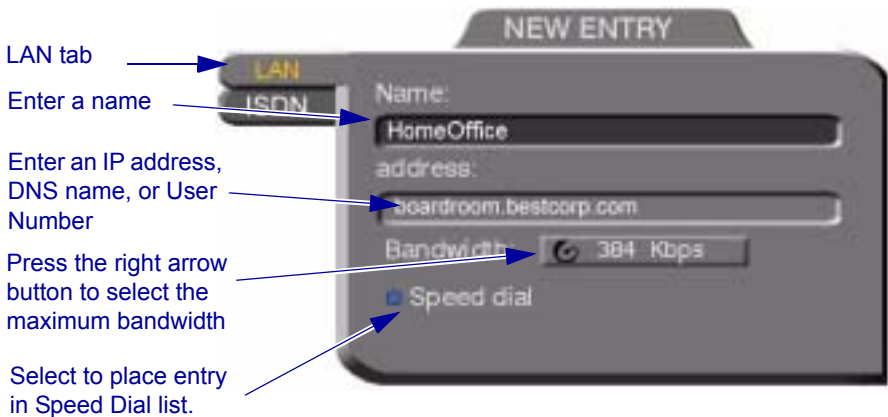 NEW ENTRY
LAN tab
LAN
ISDN
Enter a name
Name:
HomeOffice
Enter an IP address,
DNS name, or User
Number
address:
boardroom.bestcorp.com
Press the right arrow
button to select the
maximum bandwidth
Bandwidth: 384 Kbps
Speed dial
Select to place entry
in Speed Dial list.